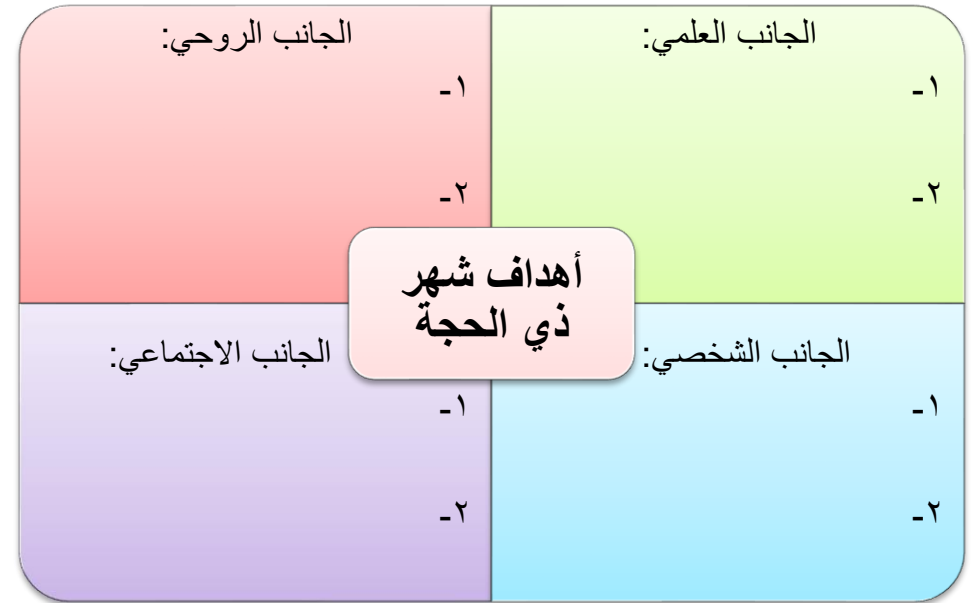 الجانب العلمي:
١-
٢-
الجانب الروحي:
١-
٢-
أهداف شهر
ذي الحجة
الجانب الشخصي:
١-
٢-
الجانب الاجتماعي:
١-
٢-